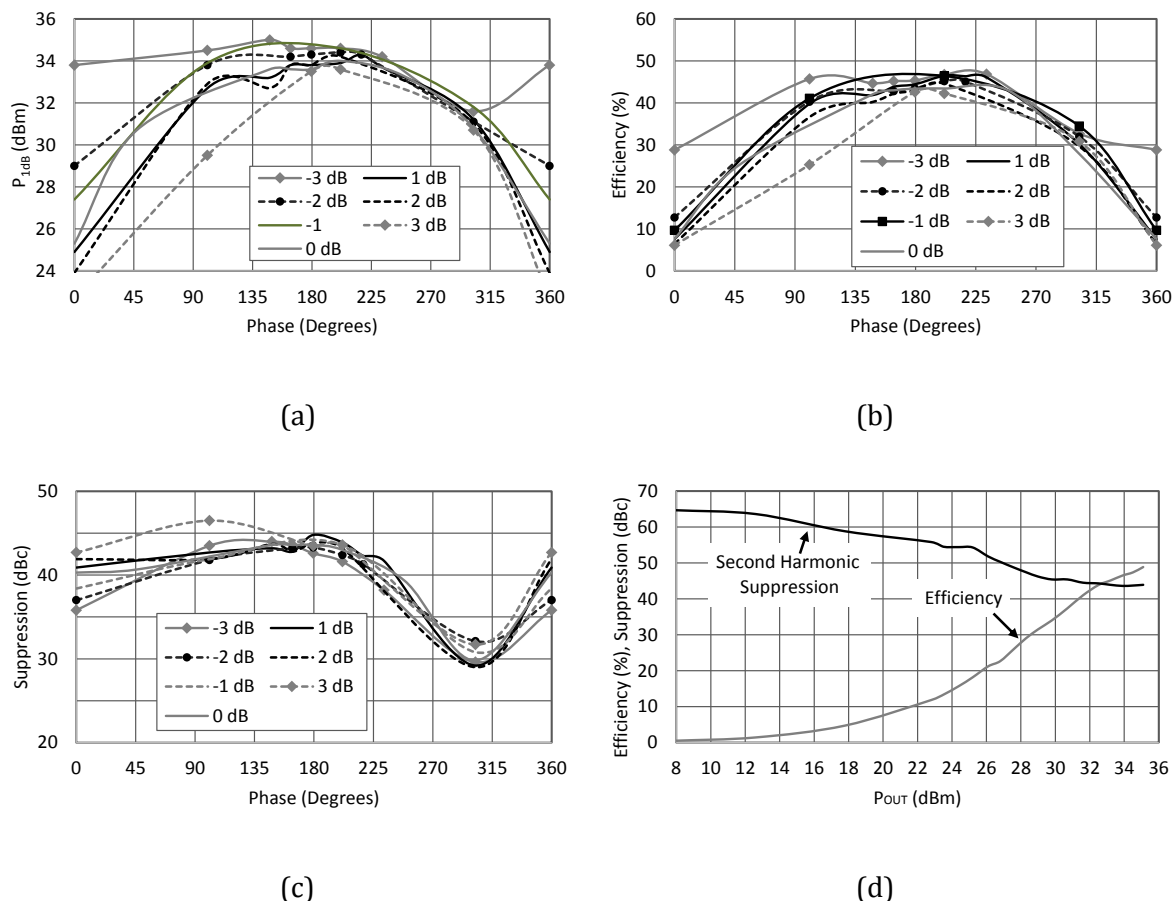 36
34
32
30
28
26
24
P1dB (dBm)
-3 dB
1 dB
-2 dB
2 dB
-1
3 dB
0 dB
0 45 90 135 180 225 270 315 360
Phase (Degrees)
(a)
60
50
40
30
20
10
0
Efficiency (%)
-3 dB
1 dB
-2 dB
2 dB
-1 dB
3 dB
0 dB
0 45 90 135 180 225 270 315 360
Phase (Degrees)
(b)
50
40
30
20
Suppression (dBc)
-3 dB
1 dB
-2 dB
2 dB
-1 dB
3 dB
0 dB
0 45 90 135 180 225 270 315 360
Phase (Degrees)
(c)
70
60
50
40
30
20
10
0
Efficiency (%), Suppression (dBc)
Second Harmonic
Suppression
Efficiency
8 10 12 14 16 18 20 22 24 26 28 30 32 34 36
POUT (dBm)
(d)